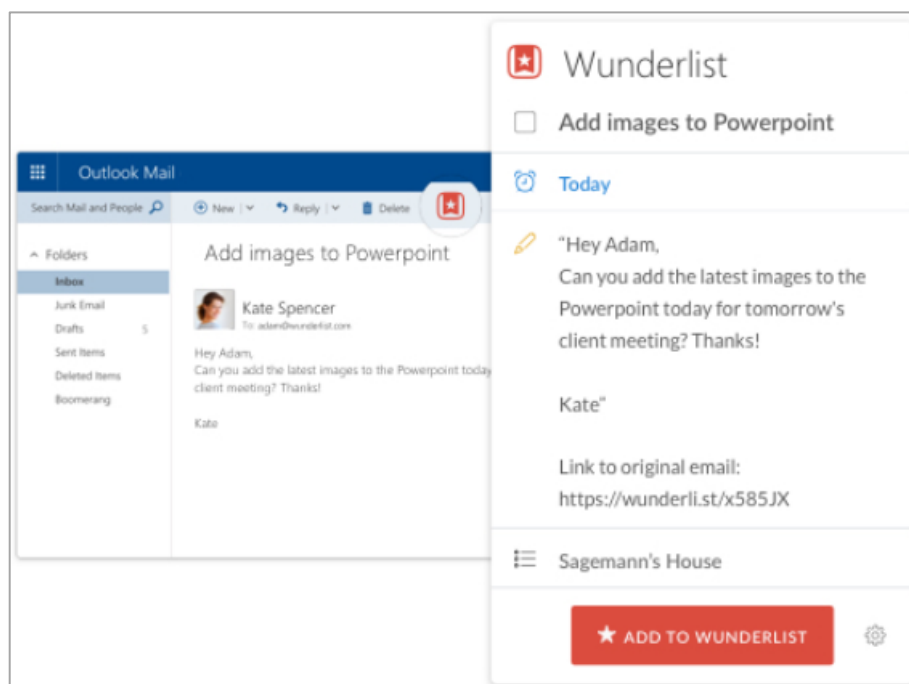 Outlook Mail
Search Mail and People
New
Reply
Delete
Folders
Inbox
Junk Email
Drafts 5
Sent Items
Deleted Items
Boomerang
Add images to Powerpoint
Kate Spencer
To: adam@wunderlist.com
Hey Adam,
Can you add the latest images to the Powerpoint today
client meeting? Thanks!
Kate
Wunderlist
Add images to Powerpoint
Today
“Hey Adam,
Can you add the latest images to the
Powerpoint today for tomorrow's
client meeting? Thanks!
Kate”
Link to original email:
https://wunderli.st/x585JX
Sagemann's House
ADD TO WUNDERLIST